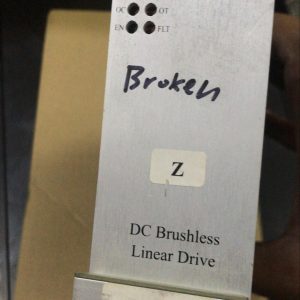 OC OT
EN FLT
Broken
Z
DC Brushless
Linear Drive